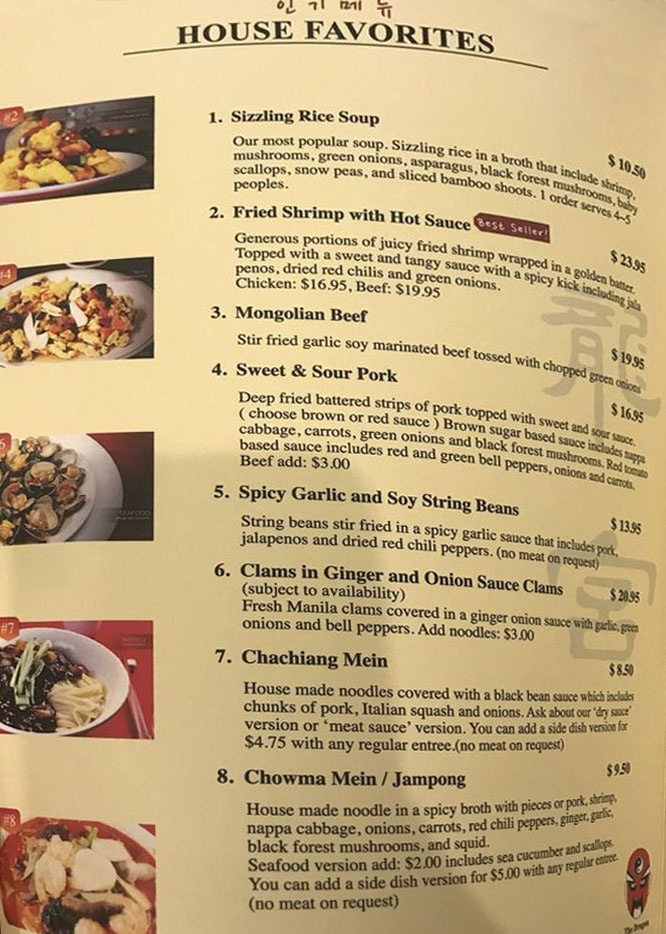 인기메뉴
HOUSE FAVORITES
#2
1. Sizzling Rice Soup
$ 10.50
Our most popular soup. Sizzling rice in a broth that include shrimp,
mushrooms, green onions, asparagus, black forest mushrooms, baby
scallops, snow peas, and sliced bamboo shoots. 1 order serves 4~5
peoples.
2. Fried Shrimp with Hot Sauce Best Seller!
$ 23.95
Generous portions of juicy fried shrimp wrapped in a golden batter.
Topped with a sweet and tangy sauce with a spicy kick including jala
penos, dried red chilis and green onions.
Chicken: $16.95, Beef: $19.95
#4
3. Mongolian Beef
$ 19.95
Stir fried garlic soy marinated beef tossed with chopped green onions
4. Sweet & Sour Pork
$ 16.95
Deep fried battered strips of pork topped with sweet and sour sauce.
( choose brown or red sauce ) Brown sugar based sauce includes nappa
cabbage, carrots, green onions and black forest mushrooms. Red tomato
based sauce includes red and green bell peppers, onions and carrots.
Beef add: $3.00
6
SEAFOOD
5. Spicy Garlic and Soy String Beans
$ 13.95
String beans stir fried in a spicy garlic sauce that includes pork,
jalapenos and dried red chili peppers. (no meat on request)
6. Clams in Ginger and Onion Sauce Clams
(subject to availability)
$ 20.95
Fresh Manila clams covered in a ginger onion sauce with garlic, green
onions and bell peppers. Add noodles: $3.00
#7
7. Chachiang Mein
$ 8.50
House made noodles covered with a black bean sauce which includes
chunks of pork, Italian squash and onions. Ask about our ‘dry sauce’
version or ‘meat sauce’ version. You can add a side dish version for
$4.75 with any regular entree.(no meat on request)
#8
8. Chowma Mein / Jampong
$ 9.50
House made noodle in a spicy broth with pieces or pork, shrimp,
nappa cabbage, onions, carrots, red chili peppers, ginger, garlic,
black forest mushrooms, and squid.
Seafood version add: $2.00 includes sea cucumber and scallops.
You can add a side dish version for $5.00 with any regular entree.
(no meat on request)
龍
宮
The Dragon